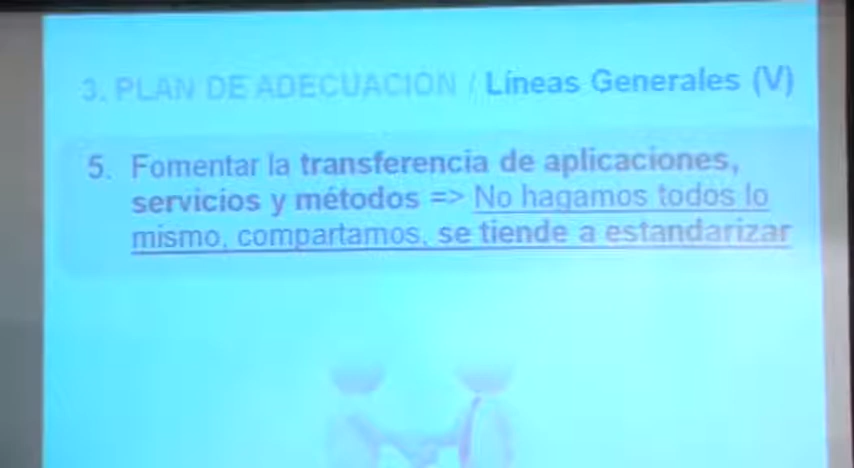 3. PLAN DE ADECUACIÓN / Líneas Generales (V)
5. Fomentar la transferencia de aplicaciones,
servicios y métodos => No hagamos todos lo
mismo, compartamos, se tiende a estandarizar